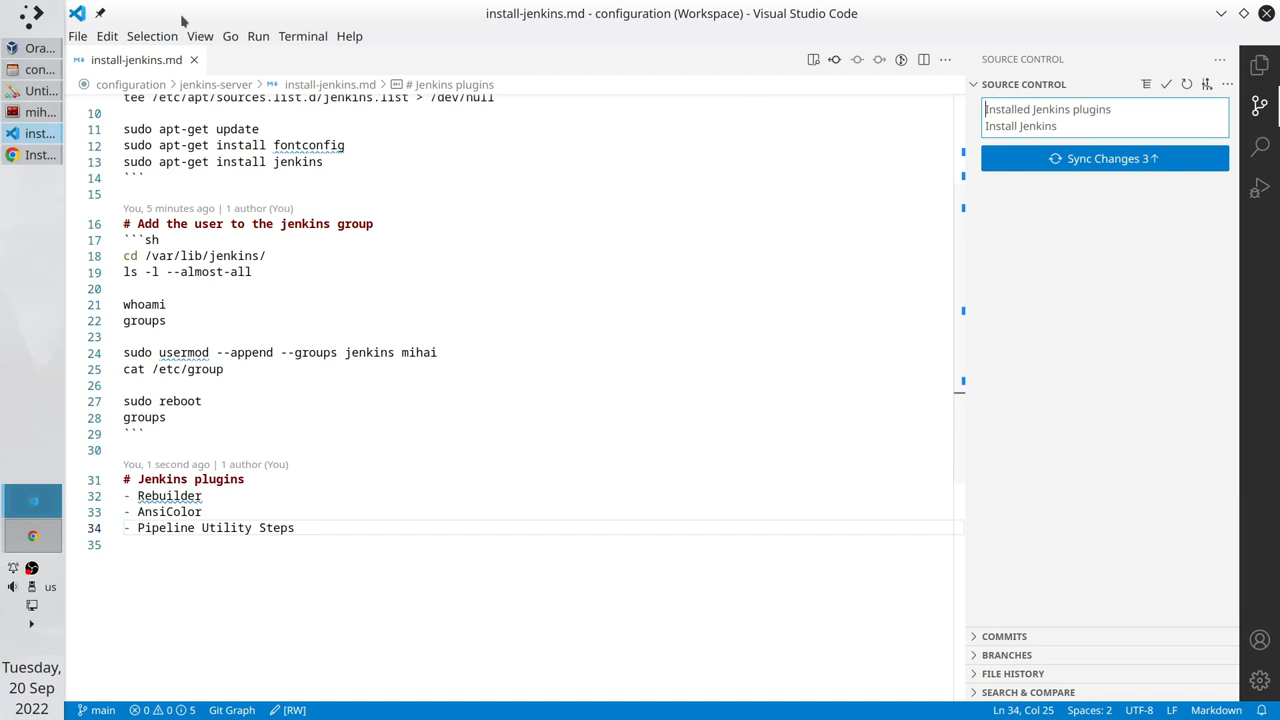 install-jenkins.md - configuration (Workspace) - Visual Studio Code
File Edit Selection View Go Run Terminal Help
Ora...
con...
Unti...
mih...
inst...
Inst...
us
Tuesday,
20 Sep
2022
install-jenkins.md
configuration > jenkins-server > install-jenkins.md > # Jenkins plugins
tee /etc/apt/sources.list.d/jenkins.list > /dev/null
10
11 sudo apt-get update
12 sudo apt-get install fontconfig
13 sudo apt-get install jenkins
14 ```
15
You, 5 minutes ago | 1 author (You)
16 # Add the user to the jenkins group
17 ```sh
18 cd /var/lib/jenkins/
19 ls -l --almost-all
20
21 whoami
22 groups
23
24 sudo usermod --append --groups jenkins mihai
25 cat /etc/group
26
27 sudo reboot
28 groups
29 ```
30
You, 1 second ago | 1 author (You)
31 # Jenkins plugins
32 - Rebuilder
33 - AnsiColor
34 - Pipeline Utility Steps
35
SOURCE CONTROL
SOURCE CONTROL
Installed Jenkins plugins
Install Jenkins
Sync Changes 3↑
COMMITS
BRANCHES
FILE HISTORY
SEARCH & COMPARE
main 0 0 5 Git Graph [RW] Ln 34, Col 25 Spaces: 2 UTF-8 LF Markdown